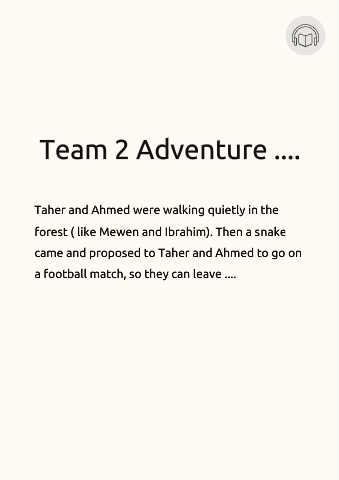 Team 2 Adventure ....
Taher and Ahmed were walking quietly in the
forest ( like Mewen and Ibrahim). Then a snake
came and proposed to Taher and Ahmed to go on
a football match, so they can leave ....